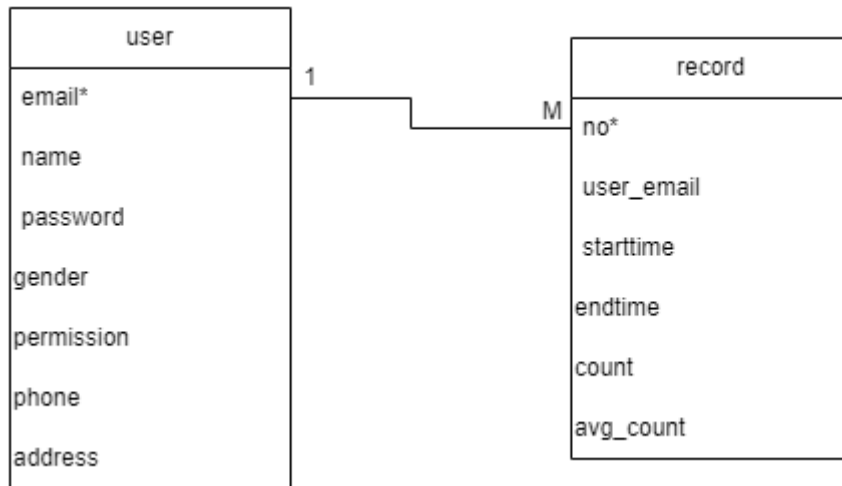 user
email*
name
password
gender
permission
phone
address
1
M
record
no*
user_email
starttime
endtime
count
avg_count